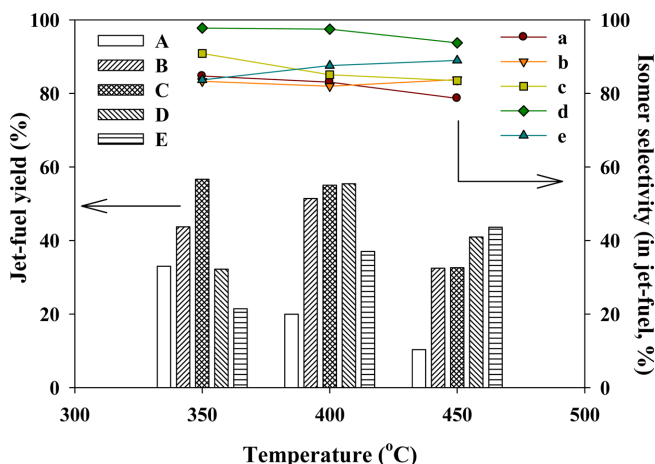 100
80
60
40
20
0
Jet-fuel yield (%)
A
B
C
D
E
a
b
c
d
e
100
80
60
40
20
0
Isomer selectivity
(in jet-fuel, %)
300
350
400
450
500
Temperature (°C)